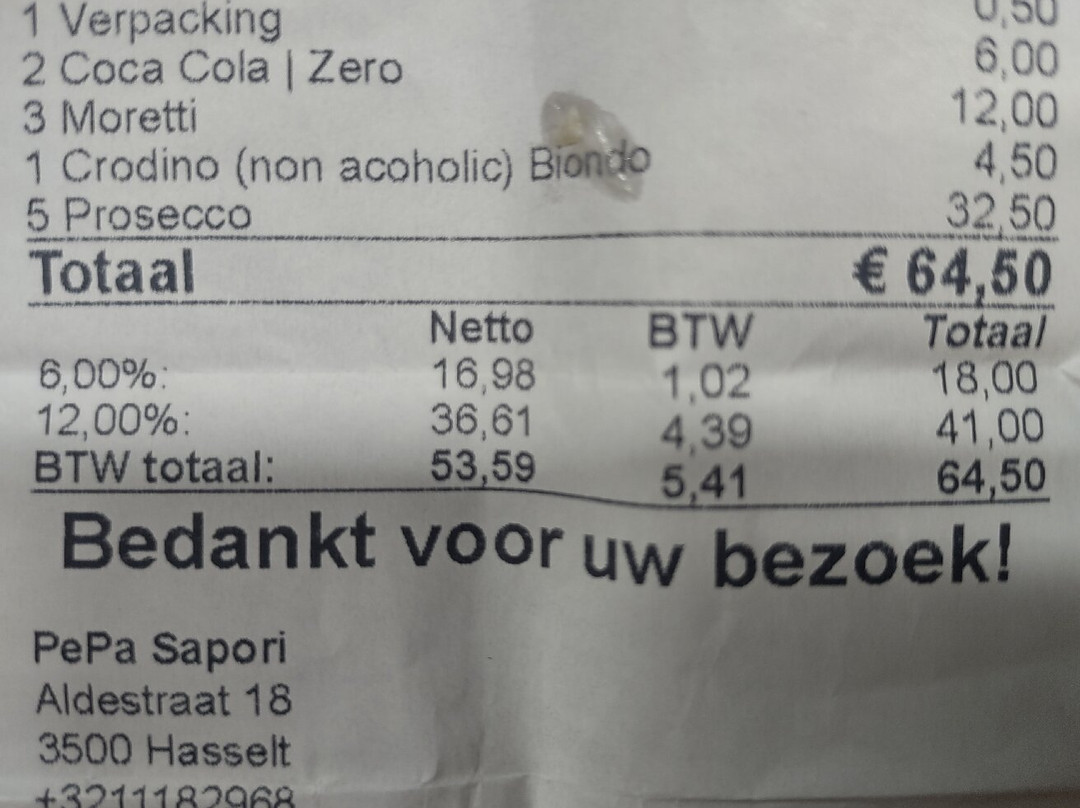 1 Verpacking 0,50
2 Coca Cola | Zero 6,00
3 Moretti 12,00
1 Crodino (non acoholic) Biondo 4,50
5 Prosecco 32,50
Totaal € 64,50
Netto BTW Totaal
6,00%: 16,98 1,02 18,00
12,00%: 36,61 4,39 41,00
BTW totaal: 53,59 5,41 64,50
Bedankt voor uw bezoek!
PePa Sapori
Aldestraat 18
3500 Hasselt
+3211182968